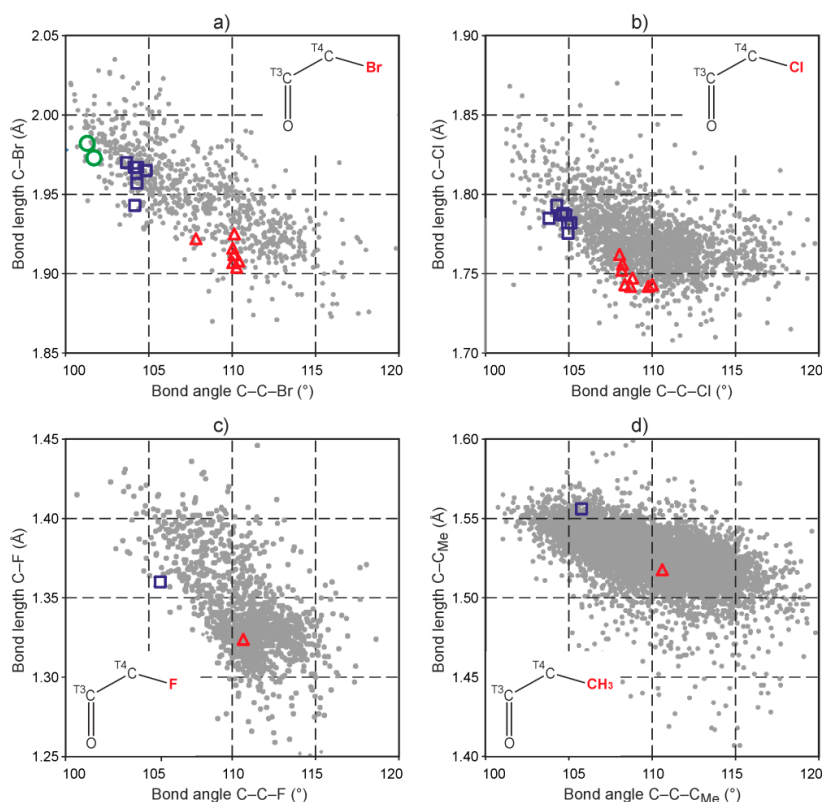 a)
2.05
2.00
1.95
1.90
1.85
Bond length C–Br (Å)
T3
C
T4
C
Br
O
100
105
110
115
120
Bond angle C–C–Br (°)
b)
1.90
1.85
1.80
1.75
1.70
Bond length C–Cl (Å)
T3
C
T4
C
Cl
O
100
105
110
115
120
Bond angle C–C–Cl (°)
c)
1.45
1.40
1.35
1.30
1.25
Bond length C–F (Å)
T3
C
T4
C
F
O
100
105
110
115
120
Bond angle C–C–F (°)
d)
1.60
1.55
1.50
1.45
1.40
Bond length C–CMe (Å)
T3
C
T4
C
CH3
O
100
105
110
115
120
Bond angle C–C–CMe (°)